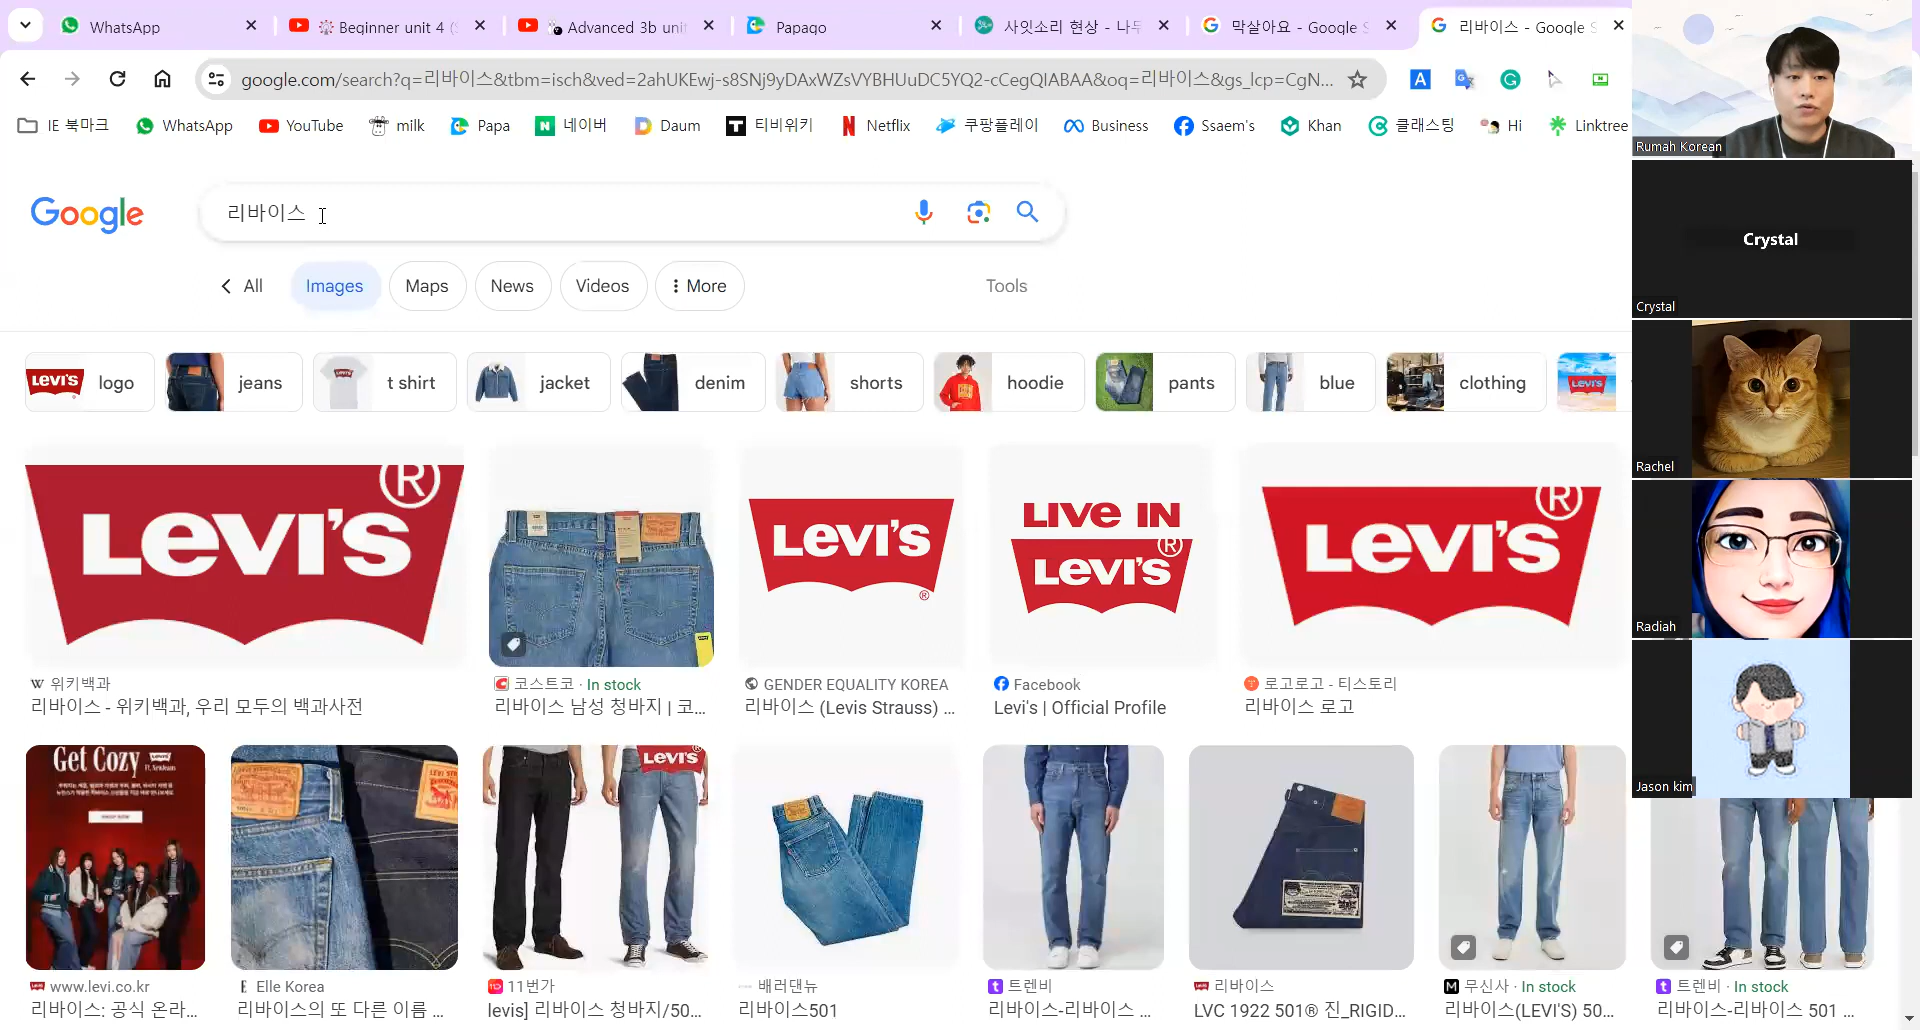 WhatsApp
Beginner unit 4 (S
Advanced 3b unit
Papago
사잇소리 현상 - 나무
막살아요 - Google S
리바이스 - Google S
google.com/search?q=리바이스&tbm=isch&ved=2ahUKEwj-s8SNj9yDAxWZsVYBHUuDC5YQ2-cCegQIABAA&oq=리바이스&gs_lcp=CgN...
IE 북마크
WhatsApp
YouTube
milk
Papa
네이버
Daum
티비위키
Netflix
쿠팡플레이
Business
Ssaem's
Khan
클래스팅
Hi
Linktree
Google
리바이스
All
Images
Maps
News
Videos
More
Tools
LEVI'S
logo
jeans
t shirt
jacket
denim
shorts
hoodie
pants
blue
clothing
LEVI'S
LEVI'S ®
LEVI'S ®
LIVE IN
LEVI'S ®
LEVI'S ®
위키백과
리바이스 - 위키백과, 우리 모두의 백과사전
코스트코 · In stock
리바이스 남성 청바지 | 코...
GENDER EQUALITY KOREA
리바이스 (Levis Strauss) ...
Facebook
Levi's | Official Profile
로고로고 - 티스토리
리바이스 로고
Get Cozy
LEVI'S
www.levi.co.kr
리바이스: 공식 온라...
Elle Korea
리바이스의 또 다른 이름 ...
11번가
levis] 리바이스 청바지/50...
배러댄뉴
리바이스501
트렌비
리바이스-리바이스 ...
리바이스
LVC 1922 501® 진_RIGID...
무신사 · In stock
리바이스(LEVI'S) 50...
트렌비 · In stock
리바이스-리바이스 501 ...
Rumah Korean
Crystal
Crystal
Rachel
Radiah
Jason kim